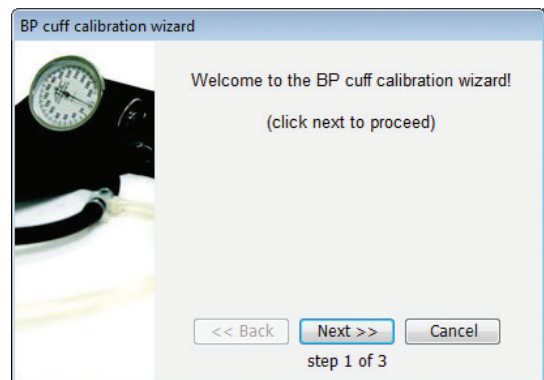 BP cuff calibration wizard
Welcome to the BP cuff calibration wizard!
(click next to proceed)
<< Back
Next >>
Cancel
step 1 of 3